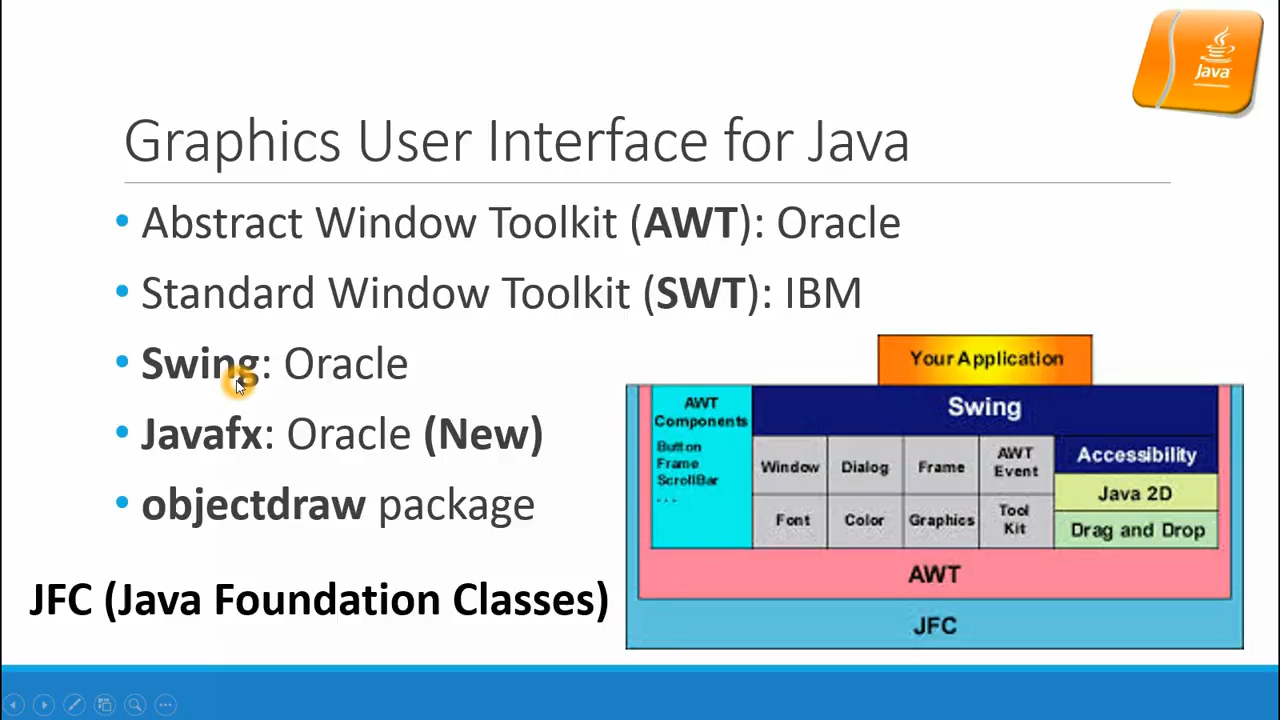 Java
Graphics User Interface for Java
• Abstract Window Toolkit (AWT): Oracle
• Standard Window Toolkit (SWT): IBM
• Swing: Oracle
• Javafx: Oracle (New)
• objectdraw package
JFC (Java Foundation Classes)
Your Application
AWT
Components
Button
Frame
ScrollBar
...
Swing
Window
Dialog
Frame
AWT
Event
Font
Color
Graphics
Tool
Kit
Accessibility
Java 2D
Drag and Drop
AWT
JFC